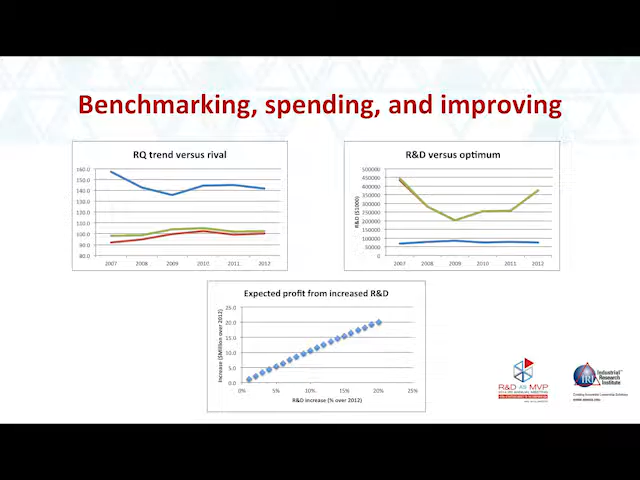 Benchmarking, spending, and improving
RQ trend versus rival
160.0
150.0
140.0
130.0
120.0
110.0
100.0
90.0
80.0
2007 2008 2009 2010 2011 2012
R&D versus optimum
R&D ($1000)
500000
450000
400000
350000
300000
250000
200000
150000
100000
50000
0
2007 2008 2009 2010 2011 2012
Expected profit from increased R&D
Increase ($Million over 2012)
25.0
20.0
15.0
10.0
5.0
0.0
0% 5% 10% 15% 20% 25%
R&D increase (% over 2012)
R&D AS MVP
IRI
Industrial
Research
Institute